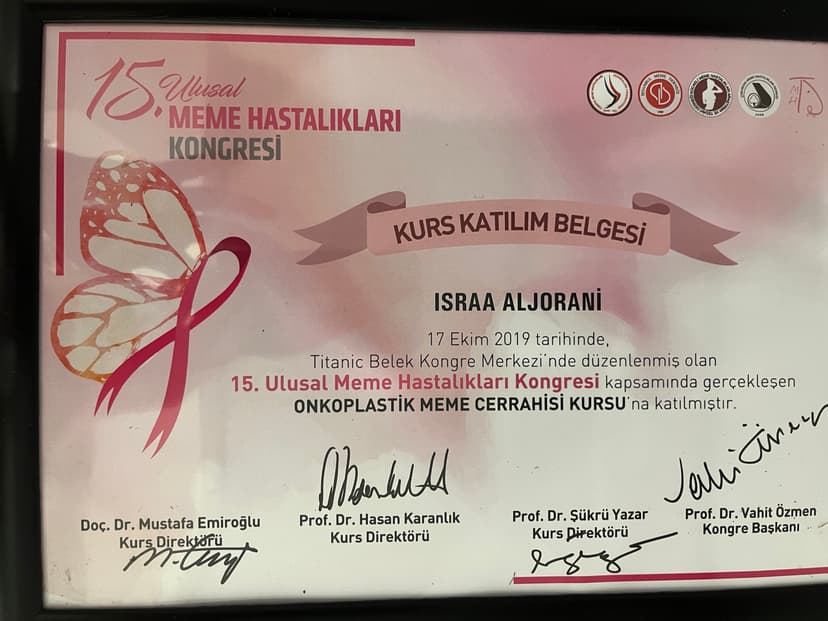 15. Ulusal
MEME HASTALIKLARI
KONGRESİ
KURS KATILIM BELGESİ
ISRAA ALJORANİ
17 Ekim 2019 tarihinde,
Titanic Belek Kongre Merkezi'nde düzenlenmiş olan
15. Ulusal Meme Hastalıkları Kongresi kapsamında gerçekleşen
ONKOPLASTİK MEME CERRAHİSİ KURSU'na katılmıştır.
Doç. Dr. Mustafa Emiroğlu
Kurs Direktörü
Prof. Dr. Hasan Karanlık
Kurs Direktörü
Prof. Dr. Şükrü Yazar
Kurs Direktörü
Prof. Dr. Vahit Özmen
Kongre Başkanı